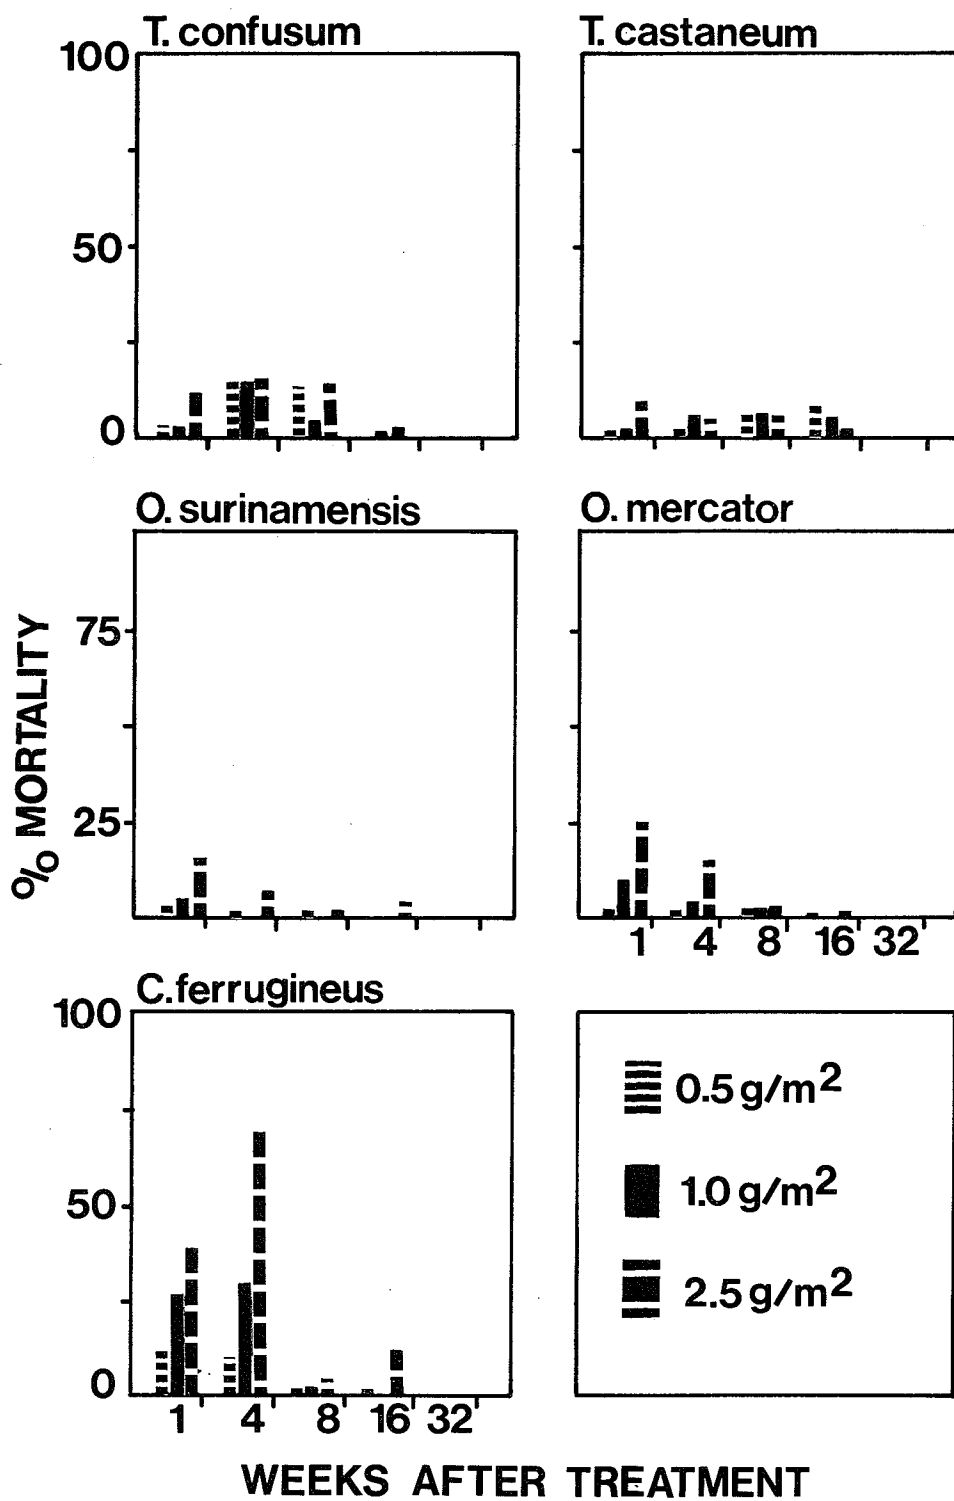 T. confusum
T. castaneum
100
50
0
O. surinamensis
O. mercator
75
25
1 4 8 16 32
% MORTALITY
C. ferrugineus
100
50
0
1 4 8 16 32
0.5 g/m²
1.0 g/m²
2.5 g/m²
WEEKS AFTER TREATMENT